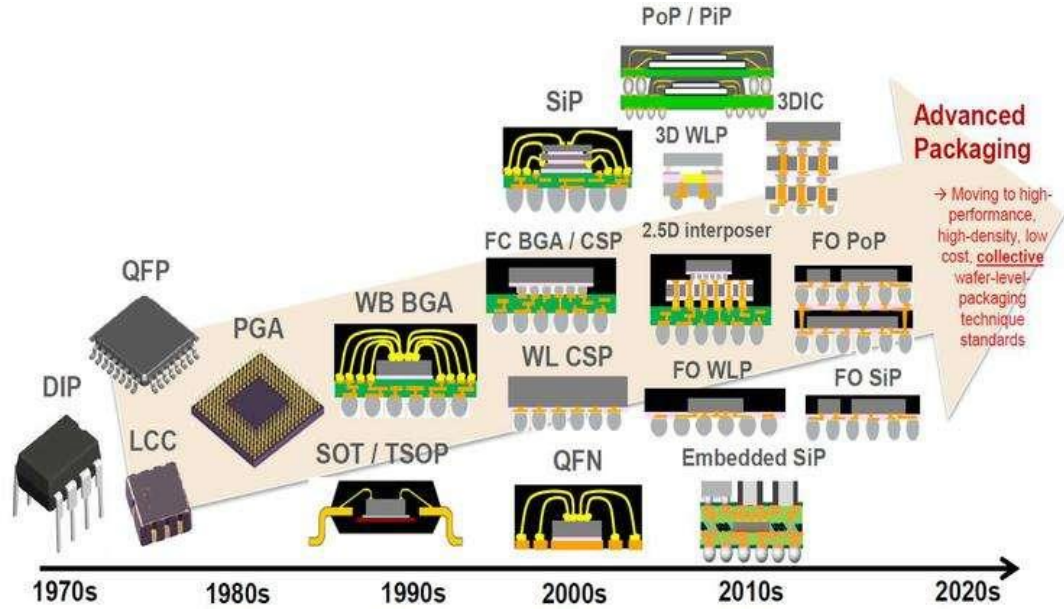 PoP / PiP
SiP
3D WLP
3DIC
Advanced
Packaging
→ Moving to high-
performance,
high-density, low
cost, collective
wafer-level-
packaging
technique
standards
QFP
PGA
WB BGA
FC BGA / CSP
2.5D interposer
FO PoP
DIP
LCC
SOT / TSOP
WL CSP
FO WLP
FO SiP
QFN
Embedded SiP
1970s
1980s
1990s
2000s
2010s
2020s